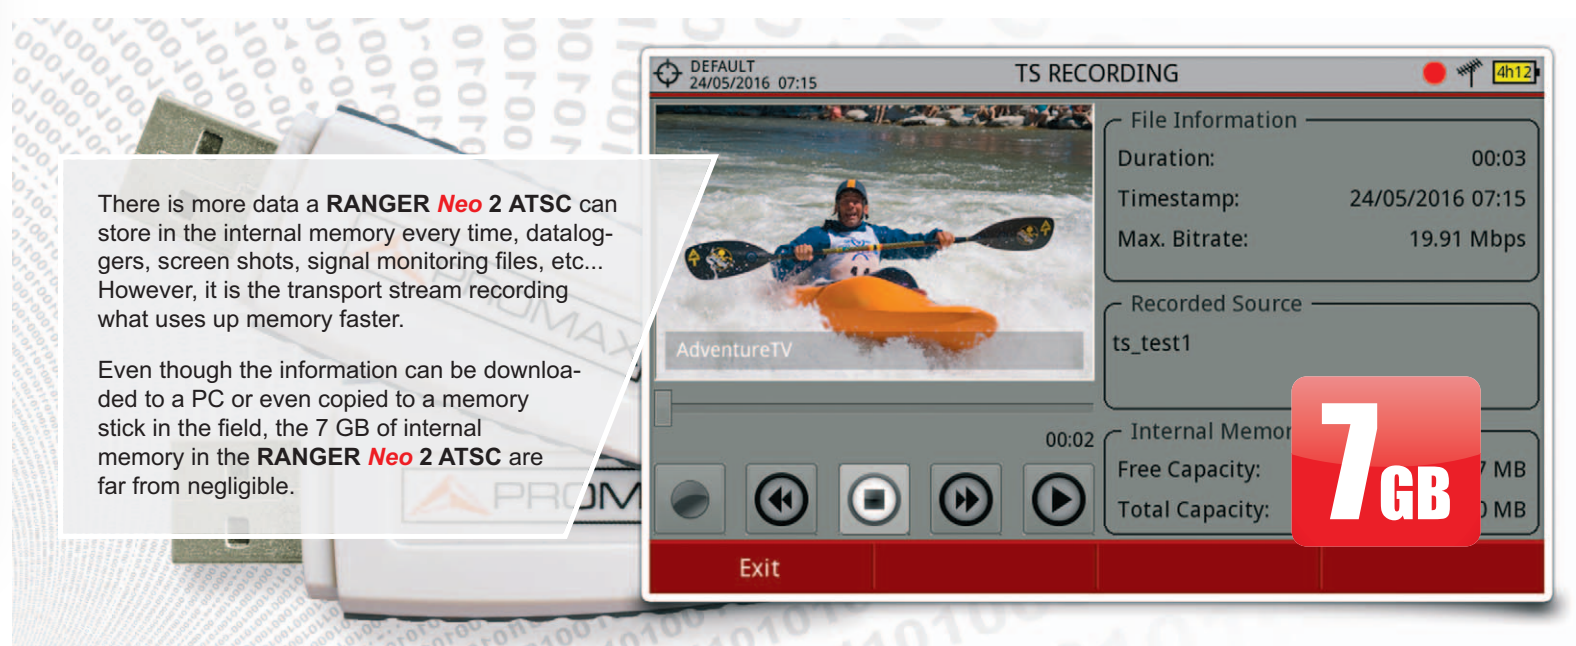 There is more data a RANGER Neo 2 ATSC can
store in the internal memory every time, datalog-
gers, screen shots, signal monitoring files, etc...
However, it is the transport stream recording
what uses up memory faster.
Even though the information can be downloa-
ded to a PC or even copied to a memory
stick in the field, the 7 GB of internal
memory in the RANGER Neo 2 ATSC are
far from negligible.
PROMAX
PROM
DEFAULT
24/05/2016 07:15
TS RECORDING
4h12
AdventureTV
00:02
File Information
Duration: 00:03
Timestamp: 24/05/2016 07:15
Max. Bitrate: 19.91 Mbps
Recorded Source
ts_test1
Internal Memor
Free Capacity: 7 MB
Total Capacity: MB
7GB
Exit